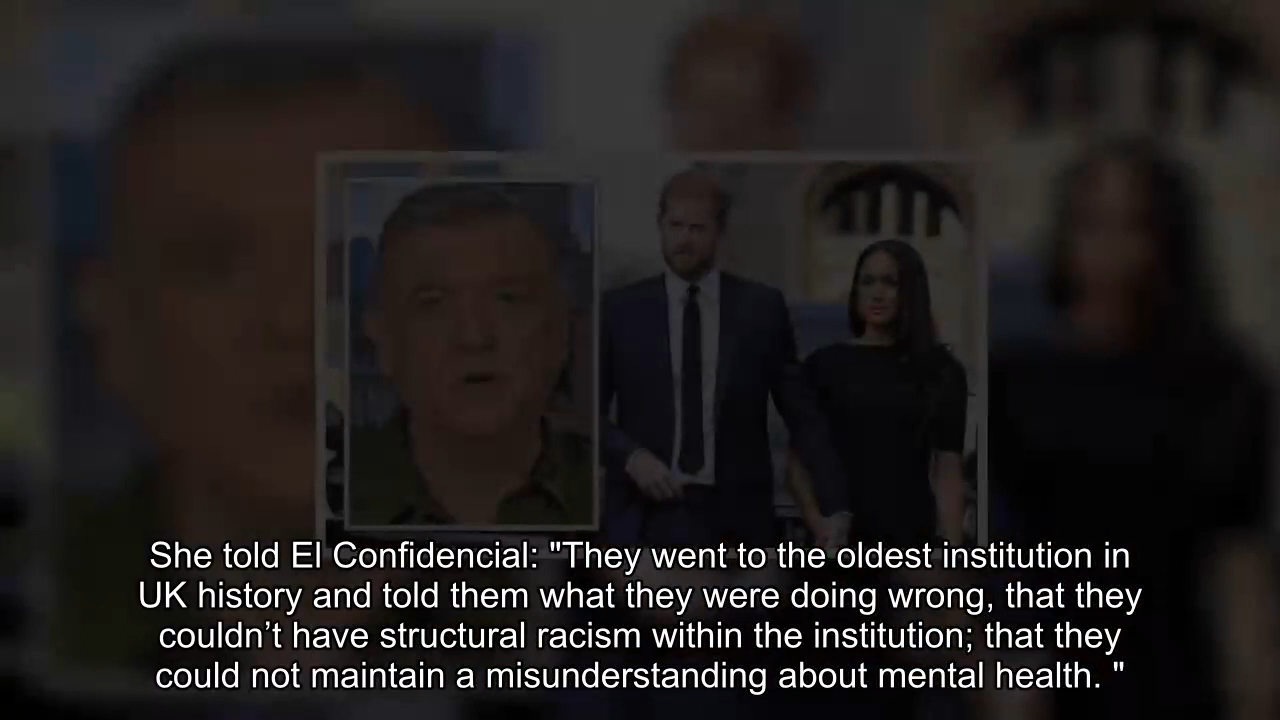 She told El Confidencial: "They went to the oldest institution in
UK history and told them what they were doing wrong, that they
couldn’t have structural racism within the institution; that they
could not maintain a misunderstanding about mental health. "